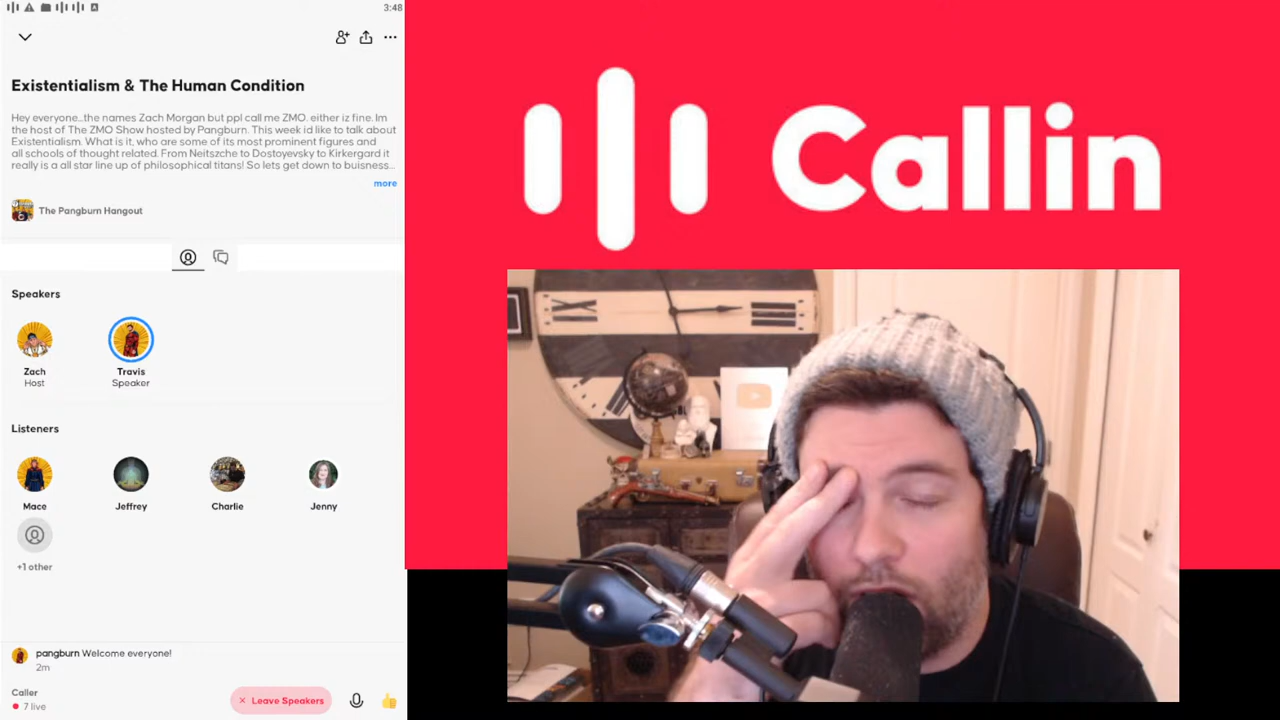 3:48
Existentialism & The Human Condition
Hey everyone...the names Zach Morgan but ppl call me ZMO. either iz fine. Im
the host of The ZMO Show hosted by Pangburn. This week id like to talk about
Existentialism. What is it, who are some of its most prominent figures and
all schools of thought related. From Neitszche to Dostoyevsky to Kirkergard it
really is a all star line up of philosophical titans! So lets get down to buisness...
more
The Pangburn Hangout
Speakers
Zach
Host
Travis
Speaker
Listeners
Mace
Jeffrey
Charlie
Jenny
+1 other
pangburn Welcome everyone!
2m
Caller
7 live
× Leave Speakers
Callin